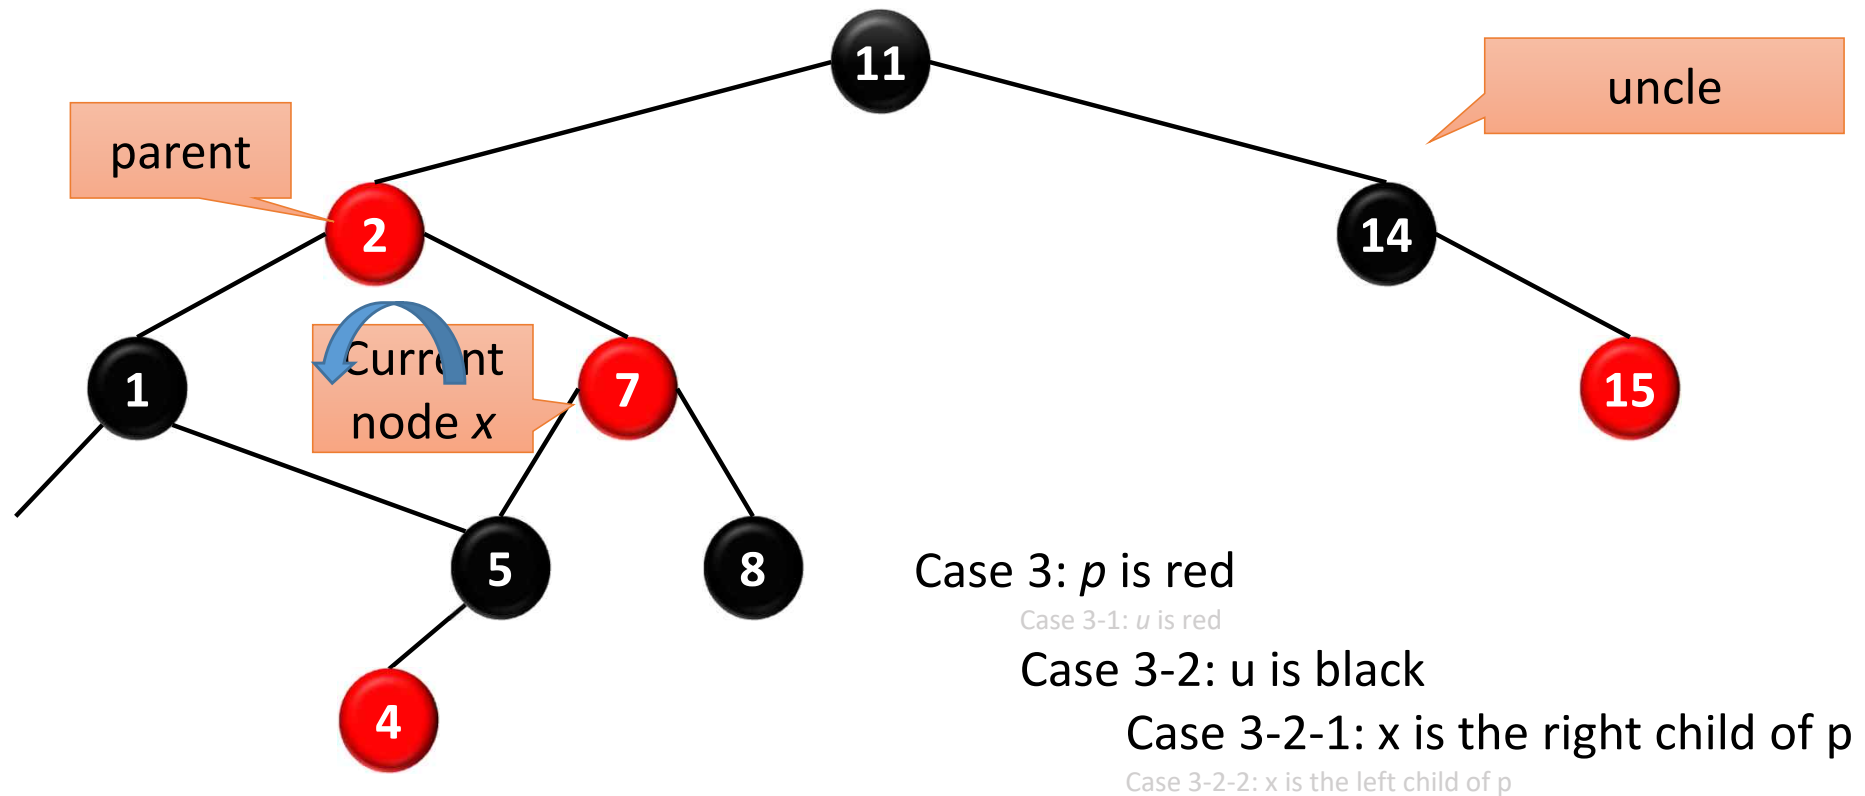 11
uncle
parent
2
14
Current
node x
1
7
15
5
8
Case 3: p is red
Case 3-1: u is red
Case 3-2: u is black
4
Case 3-2-1: x is the right child of p
Case 3-2-2: x is the left child of p